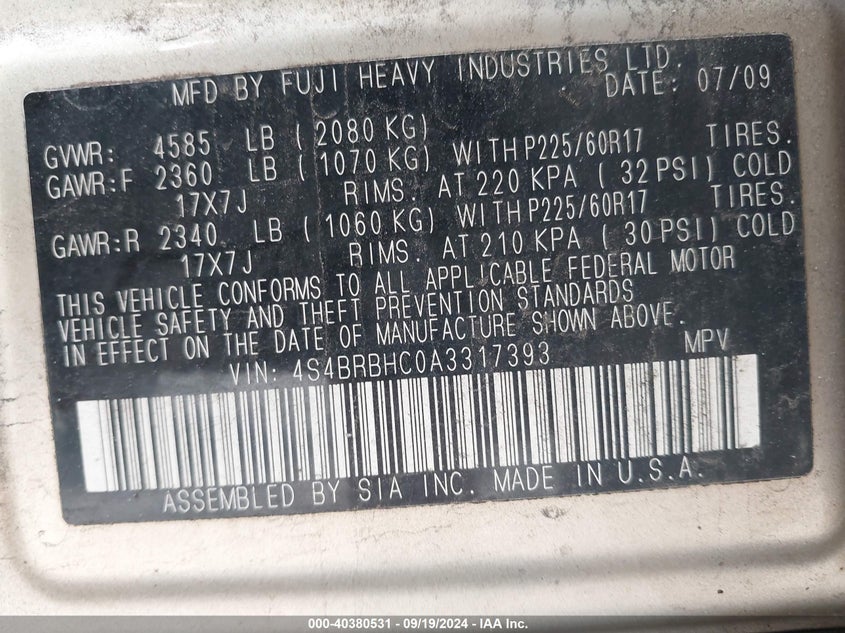 MFD BY FUJI HEAVY INDUSTRIES LTD.
DATE: 07/09
GVWR: 4585 LB ( 2080 KG)
GAWR:F 2360 LB ( 1070 KG) WITH P225/60R17 TIRES.
17X7J RIMS. AT 220 KPA ( 32 PSI) COLD
GAWR:R 2340 LB ( 1060 KG) WITH P225/60R17 TIRES.
17X7J RIMS. AT 210 KPA ( 30 PSI) COLD
THIS VEHICLE CONFORMS TO ALL APPLICABLE FEDERAL MOTOR
VEHICLE SAFETY AND THEFT PREVENTION STANDARDS
IN EFFECT ON THE DATE OF MANUFACTURE SHOWN ABOVE.
VIN: 4S4BRBHC0A3317393 MPV
ASSEMBLED BY SIA INC. MADE IN U.S.A.
000-40380531 - 09/19/2024 - IAA Inc.